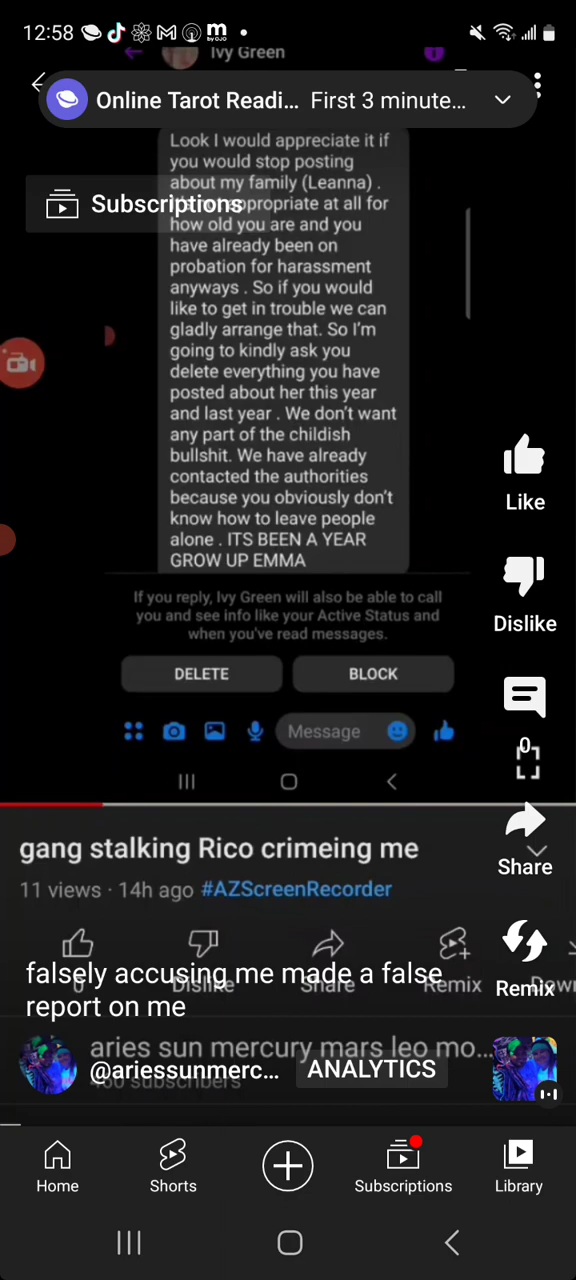 12:58
Ivy Green
Online Tarot Readi... First 3 minute...
Look I would appreciate it if
you would stop posting
about my family (Leanna) .
Subscriptions
appropriate at all for
how old you are and you
have already been on
probation for harassment
anyways . So if you would
like to get in trouble we can
gladly arrange that. So I'm
going to kindly ask you
delete everything you have
posted about her this year
and last year . We don't want
any part of the childish
bullshit. We have already
contacted the authorities
because you obviously don't
know how to leave people
alone . ITS BEEN A YEAR
GROW UP EMMA
Like
If you reply, Ivy Green will also be able to call
you and see info like your Active Status and
when you've read messages.
Dislike
DELETE
BLOCK
Message
0
gang stalking Rico crimeing me
Share
11 views · 14h ago #AZScreenRecorder
0
Dislike
Share
Remix
Remix
falsely accusing me made a false
report on me
aries sun mercury mars leo mo...
@ariessunmerc...
ANALYTICS
subscribers
Home
Shorts
Subscriptions
Library